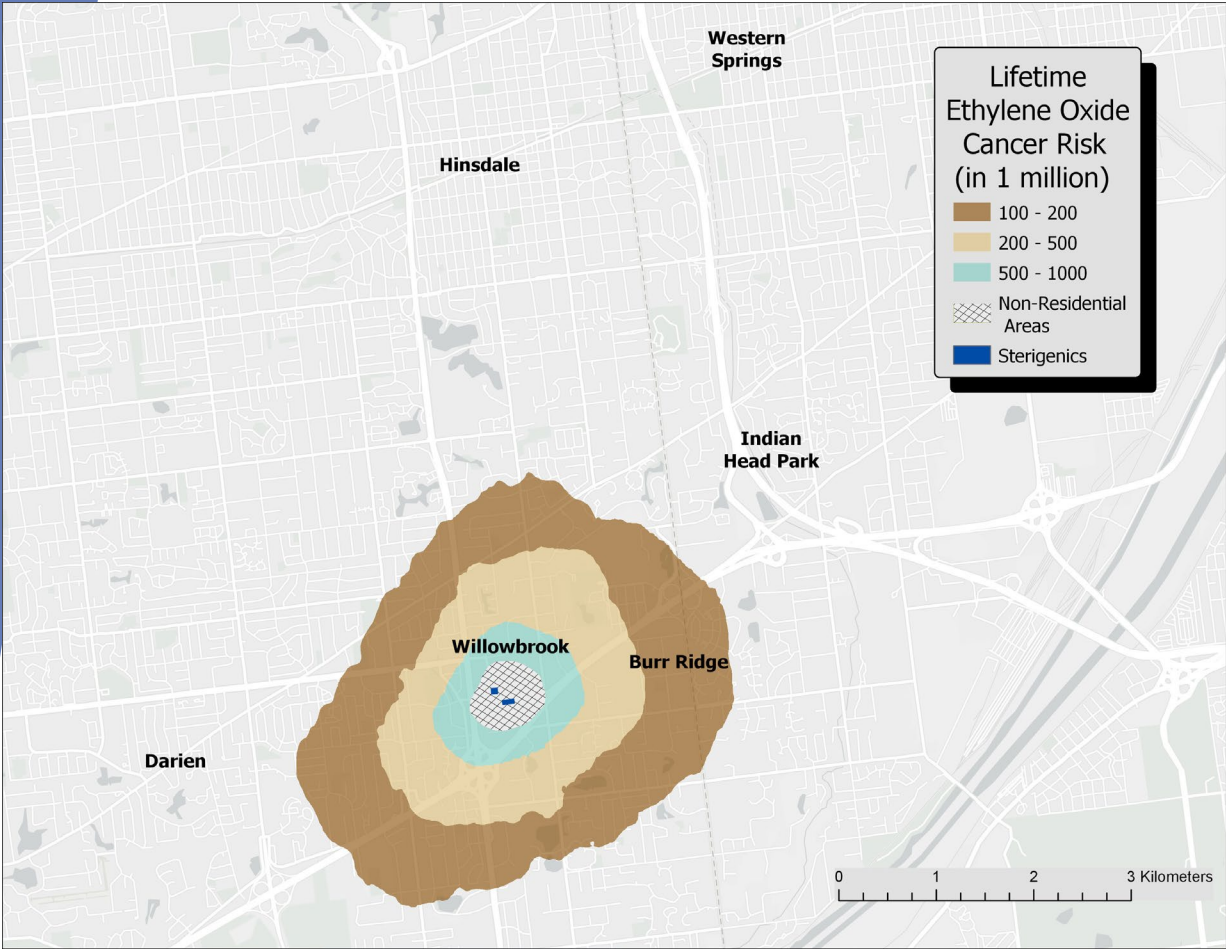 Western
Springs
Hinsdale
Lifetime
Ethylene Oxide
Cancer Risk
(in 1 million)
100 - 200
200 - 500
500 - 1000
Non-Residential
Areas
Sterigenics
Indian
Head Park
Willowbrook
Burr Ridge
Darien
0 1 2 3 Kilometers